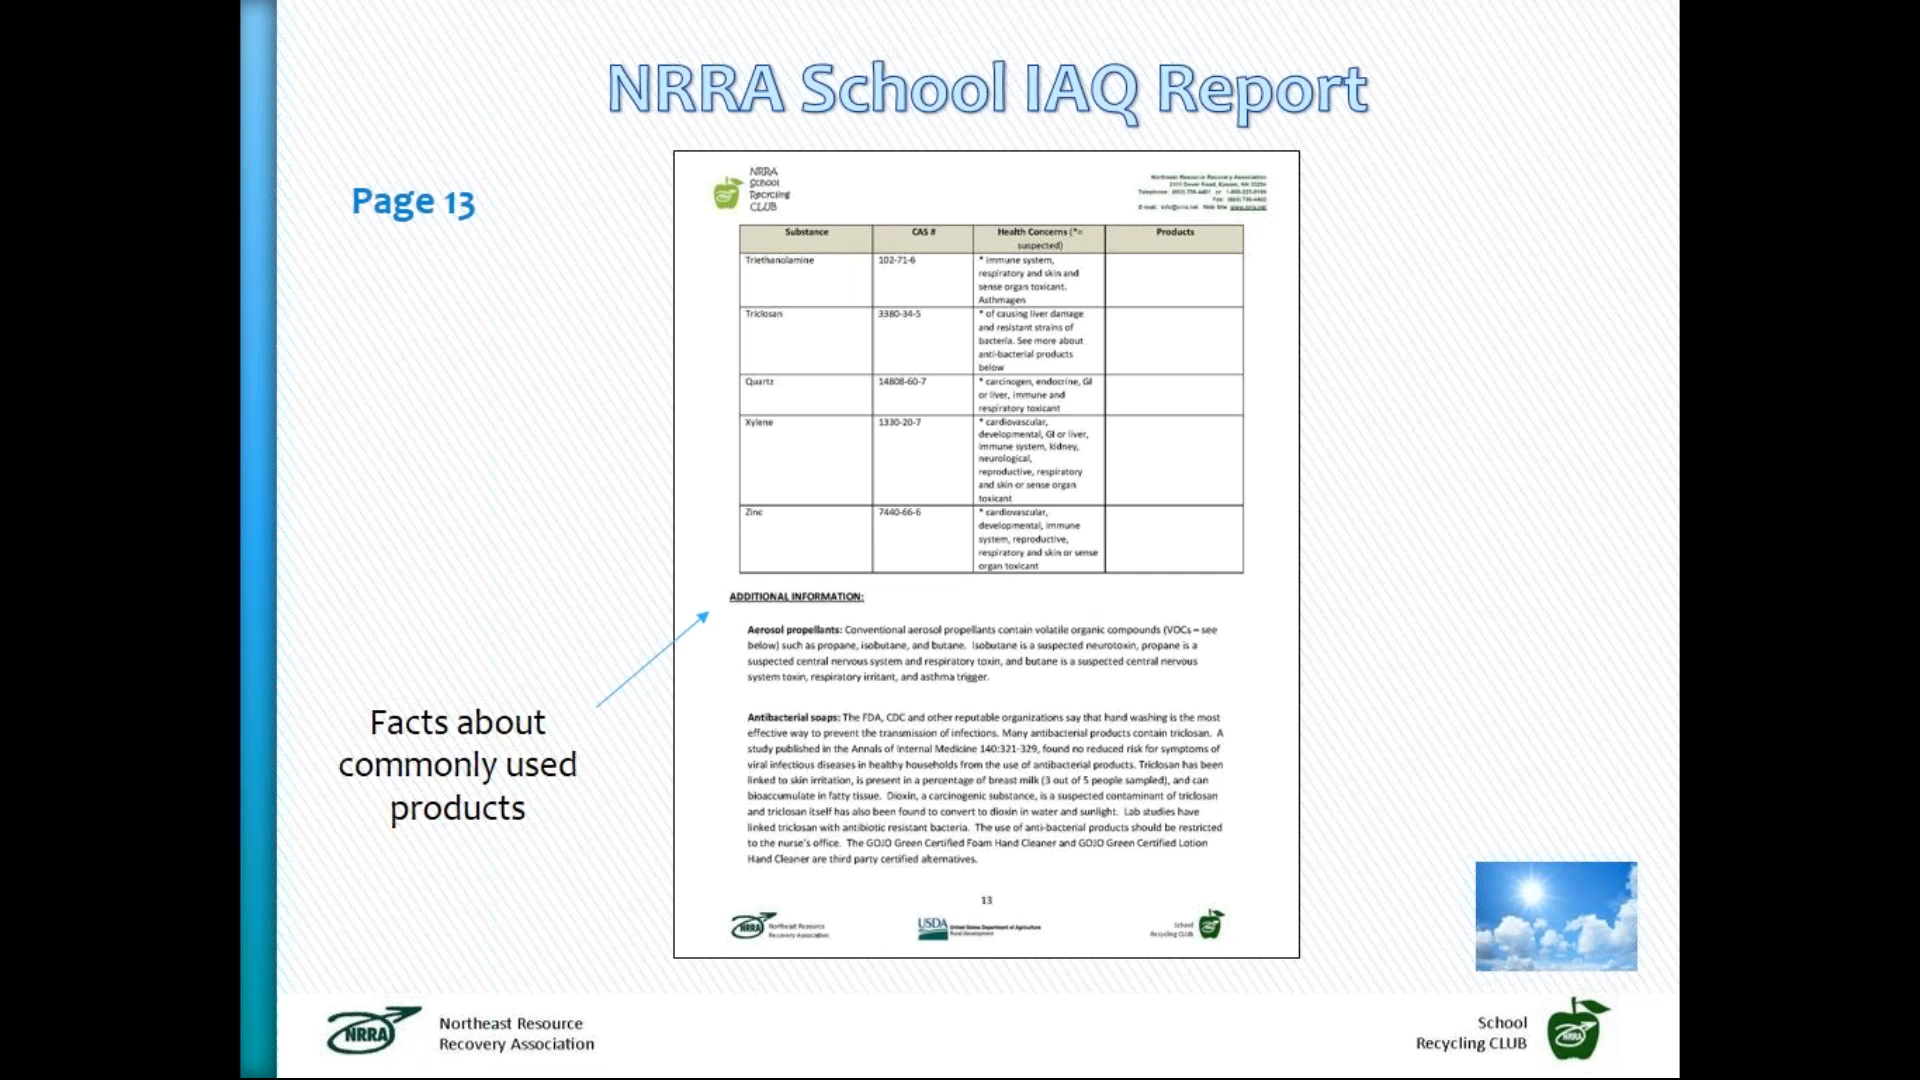 NRRA School IAQ Report
Page 13
NRRA
School
Recycling
CLUB
Northeast Resource Recovery Association
2101 Dover Road, Epsom, NH 03234
Telephone: (603) 736-4401 or 1-800-223-0150
Fax: (603) 736-4402
E-mail: info@nrra.net Web Site: www.nrra.net
Substance CAS # Health Concerns (*=
suspected) Products
Triethanolamine 102-71-6 * immune system,
respiratory and skin and
sense organ toxicant.
Asthmagen
Triclosan 3380-34-5 * of causing liver damage
and resistant strains of
bacteria. See more about
anti-bacterial products
below
Quartz 14808-60-7 * carcinogen, endocrine, GI
or liver, immune and
respiratory toxicant
Xylene 1330-20-7 * cardiovascular,
developmental, GI or liver,
immune system, kidney,
neurological,
reproductive, respiratory
and skin or sense organ
toxicant
Zinc 7440-66-6 * cardiovascular,
developmental, immune
system, reproductive,
respiratory and skin or sense
organ toxicant
ADDITIONAL INFORMATION:
Aerosol propellants: Conventional aerosol propellants contain volatile organic compounds (VOCs – see
below) such as propane, isobutane, and butane. Isobutane is a suspected neurotoxin, propane is a
suspected central nervous system and respiratory toxin, and butane is a suspected central nervous
system toxin, respiratory irritant, and asthma trigger.
Facts about
commonly used
products
Antibacterial soaps: The FDA, CDC and other reputable organizations say that hand washing is the most
effective way to prevent the transmission of infections. Many antibacterial products contain triclosan. A
study published in the Annals of Internal Medicine 140:321-329, found no reduced risk for symptoms of
viral infectious diseases in healthy households from the use of antibacterial products. Triclosan has been
linked to skin irritation, is present in a percentage of breast milk (3 out of 5 people sampled), and can
bioaccumulate in fatty tissue. Dioxin, a carcinogenic substance, is a suspected contaminant of triclosan
and triclosan itself has also been found to convert to dioxin in water and sunlight. Lab studies have
linked triclosan with antibiotic resistant bacteria. The use of anti-bacterial products should be restricted
to the nurse's office. The GOJO Green Certified Foam Hand Cleaner and GOJO Green Certified Lotion
Hand Cleaner are third party certified alternatives.
13
NRRA Northeast Resource
Recovery Association
USDA United States Department of Agriculture
Rural Development
School
Recycling CLUB
NRRA
Northeast Resource
Recovery Association
School
Recycling CLUB
NRRA